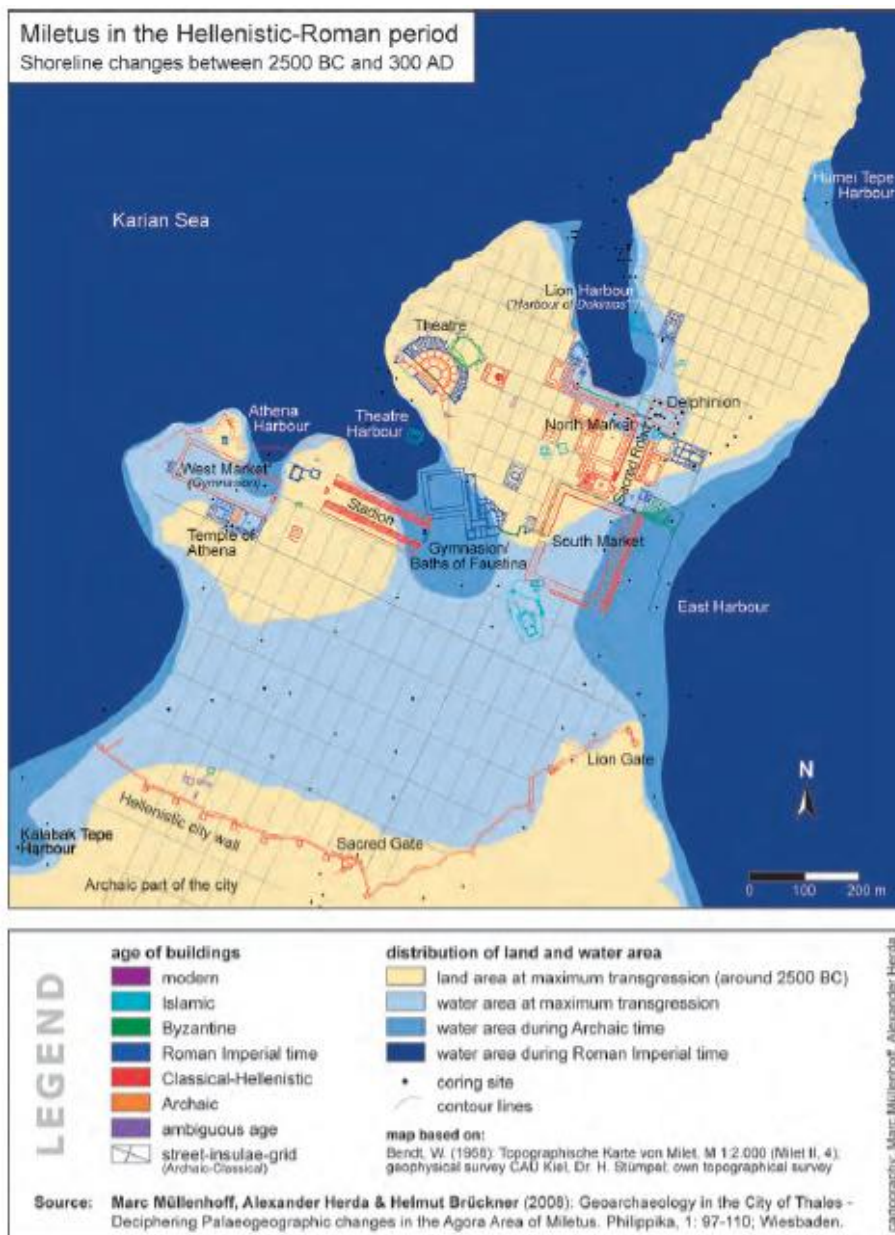 Miletus in the Hellenistic-Roman period
Shoreline changes between 2500 BC and 300 AD
Humei Tepe
Harbour
Karian Sea
Lion Harbour
("Harbour of Dokimos"?)
Theatre
Delphinion
Athena
Harbour
Theatre
Harbour
North Market
Sacred Road
West Market
(Gymnasion)
Stadion
Temple of
Athena
Gymnasion/
Baths of Faustina
South Market
East Harbour
Lion Gate
N
Hellenistic city wall
Kalabak Tepe
Harbour
Sacred Gate
Archaic part of the city
0 100 200 m
LEGEND
age of buildings
modern
Islamic
Byzantine
Roman Imperial time
Classical-Hellenistic
Archaic
ambiguous age
street-insulae-grid
(Archaic-Classical)
distribution of land and water area
land area at maximum transgression (around 2500 BC)
water area at maximum transgression
water area during Archaic time
water area during Roman Imperial time
coring site
contour lines
map based on:
Bendt, W. (1968): Topographische Karte von Milet, M 1:2.000 (Milet II, 4);
geophysical survey CAU Kiel, Dr. H. Stümpel; own topographical survey
Source: Marc Müllenhoff, Alexander Herda & Helmut Brückner (2008): Geoarchaeology in the City of Thales -
Deciphering Palaeogeographic changes in the Agora Area of Miletus. Philippika, 1: 97-110; Wiesbaden.
Marc Müllenhoff, Alexander Herda